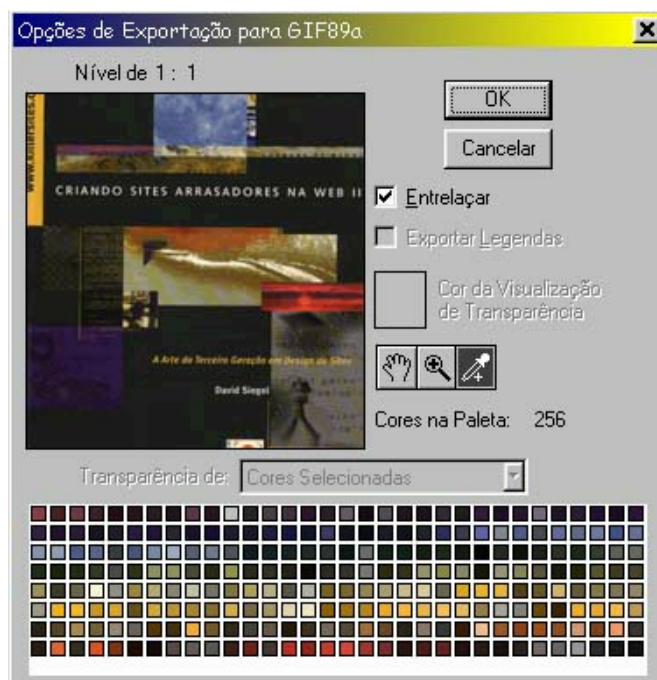 Opções de Exportação para GIF89a
Nível de 1 : 1
OK
Cancelar
CRIANDO SITES ARRASADORES NA WEB II
Entrelaçar
Exportar Legendas
Cor da Visualização
de Transparência
A Arte da Terceira Geração em Design de Sites
David Siegel
Cores na Paleta: 256
Transparência de: Cores Selecionadas